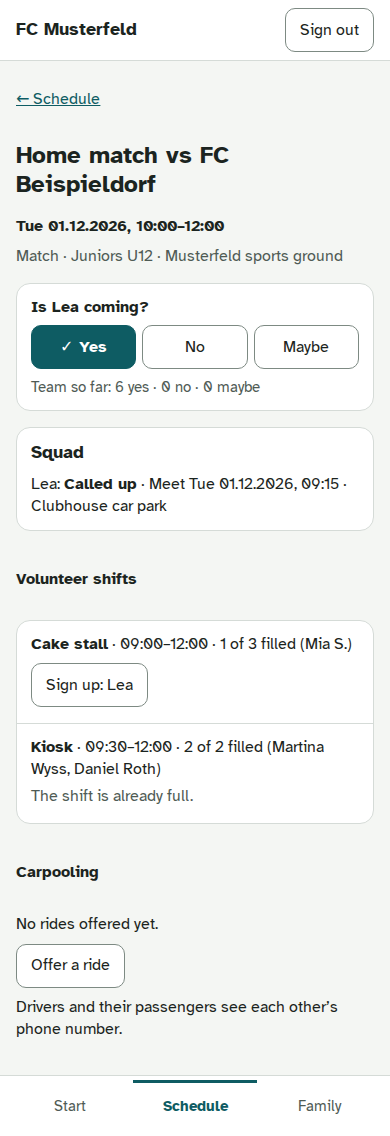 FC Musterfeld
Sign out
← Schedule
Home match vs FC
Beispieldorf
Tue 01.12.2026, 10:00–12:00
Match · Juniors U12 · Musterfeld sports ground
Is Lea coming?
✓ Yes
No
Maybe
Team so far: 6 yes · 0 no · 0 maybe
Squad
Lea: Called up · Meet Tue 01.12.2026, 09:15 ·
Clubhouse car park
Volunteer shifts
Cake stall · 09:00–12:00 · 1 of 3 filled (Mia S.)
Sign up: Lea
Kiosk · 09:30–12:00 · 2 of 2 filled (Martina
Wyss, Daniel Roth)
The shift is already full.
Carpooling
No rides offered yet.
Offer a ride
Drivers and their passengers see each other’s
phone number.
Start
Schedule
Family